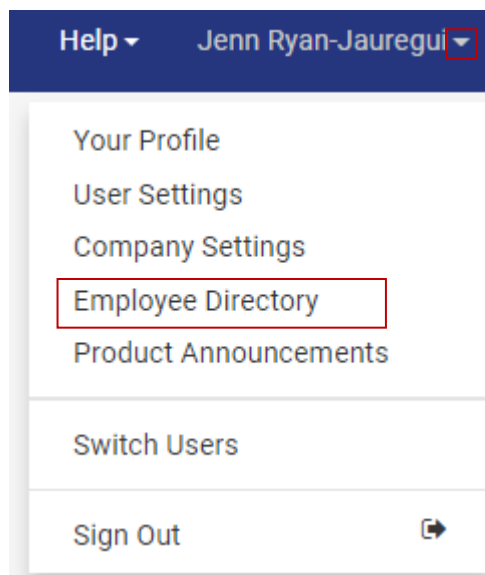 Help Jenn Ryan-Jauregui
Your Profile
User Settings
Company Settings
Employee Directory
Product Announcements
Switch Users
Sign Out